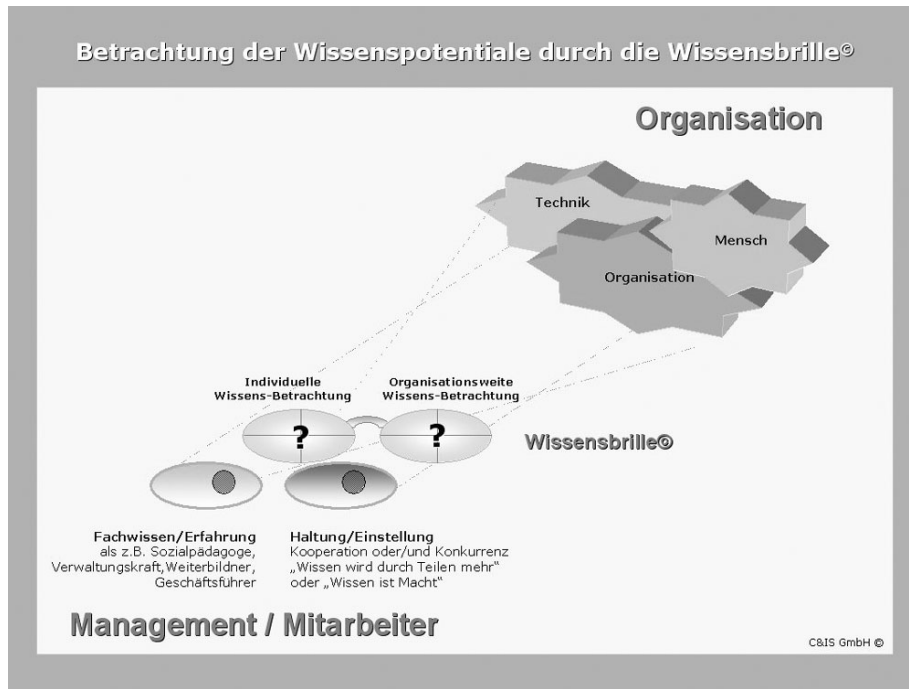 Betrachtung der Wissenspotentiale durch die Wissensbrille©
Organisation
Technik
Mensch
Organisation
Individuelle
Wissens-Betrachtung
Organisationsweite
Wissens-Betrachtung
?
?
Wissensbrille©
Fachwissen/Erfahrung
als z.B. Sozialpädagoge,
Verwaltungskraft,Weiterbildner,
Geschäftsführer
Haltung/Einstellung
Kooperation oder/und Konkurrenz
„Wissen wird durch Teilen mehr“
oder „Wissen ist Macht“
Management / Mitarbeiter
C&IS GmbH ©